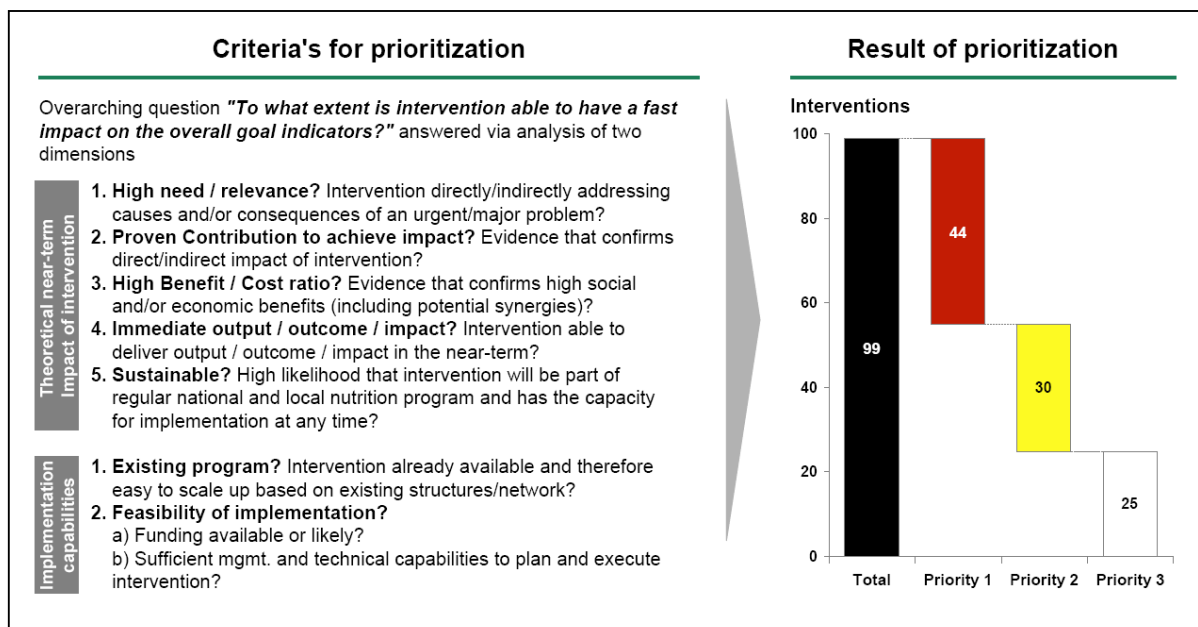 Criteria's for prioritization
Overarching question "To what extent is intervention able to have a fast
impact on the overall goal indicators?" answered via analysis of two
dimensions
Theoretical near-term
Impact of intervention
1. High need / relevance? Intervention directly/indirectly addressing
causes and/or consequences of an urgent/major problem?
2. Proven Contribution to achieve impact? Evidence that confirms
direct/indirect impact of intervention?
3. High Benefit / Cost ratio? Evidence that confirms high social
and/or economic benefits (including potential synergies)?
4. Immediate output / outcome / impact? Intervention able to
deliver output / outcome / impact in the near-term?
5. Sustainable? High likelihood that intervention will be part of
regular national and local nutrition program and has the capacity
for implementation at any time?
Implementation
capabilities
1. Existing program? Intervention already available and therefore
easy to scale up based on existing structures/network?
2. Feasibility of implementation?
a) Funding available or likely?
b) Sufficient mgmt. and technical capabilities to plan and execute
intervention?
Result of prioritization
Interventions
100
80
60
40
20
0
99
44
30
25
Total
Priority 1
Priority 2
Priority 3